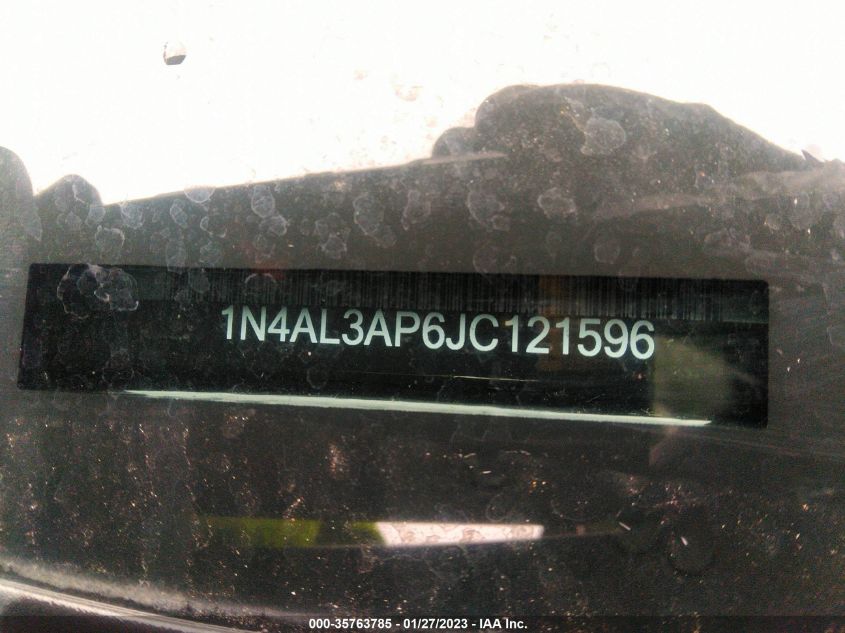 1N4AL3AP6JC121596
000-35763785 - 01/27/2023 - IAA Inc.